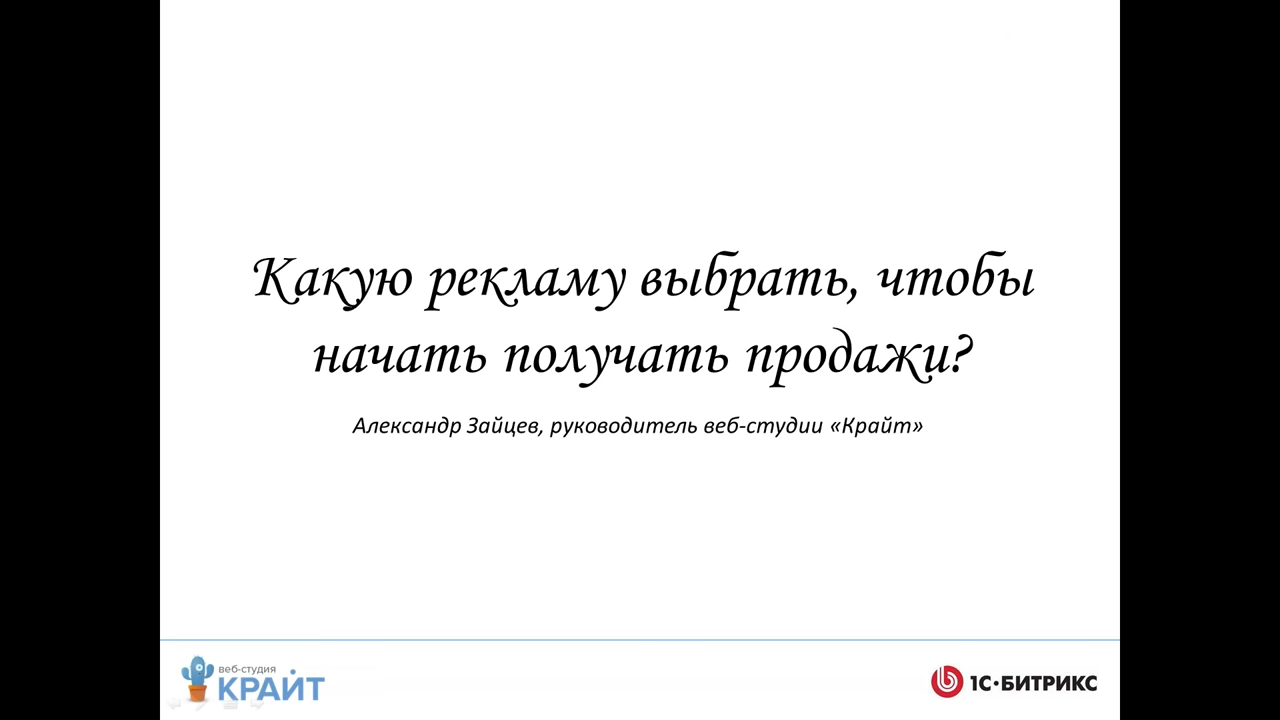 Какую рекламу выбрать, чтобы
начать получать продажи?
Александр Зайцев, руководитель веб-студии «Крайт»
веб-студия
КРАЙТ
1С·БИТРИКС